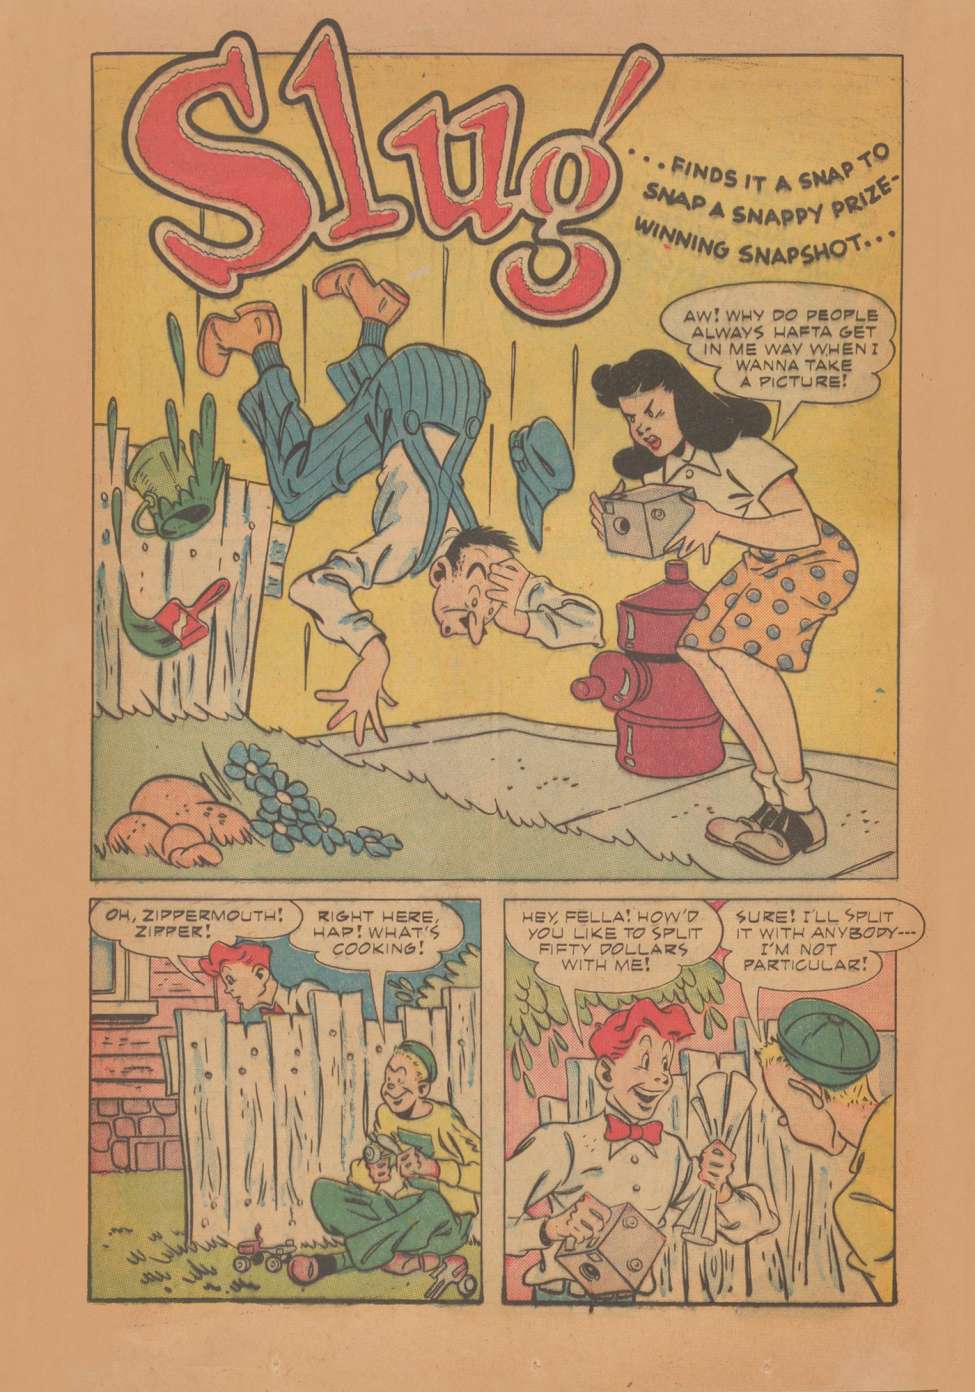 Slug!
...FINDS IT A SNAP TO
SNAP A SNAPPY PRIZE-
WINNING SNAPSHOT...
AW! WHY DO PEOPLE
ALWAYS HAFTA GET
IN ME WAY WHEN I
WANNA TAKE
A PICTURE!
OH, ZIPPERMOUTH!
ZIPPER!
RIGHT HERE,
HAP! WHAT'S
COOKING!
HEY, FELLA! HOW'D
YOU LIKE TO SPLIT
FIFTY DOLLARS
WITH ME!
SURE! I'LL SPLIT
IT WITH ANYBODY---
I'M NOT
PARTICULAR!